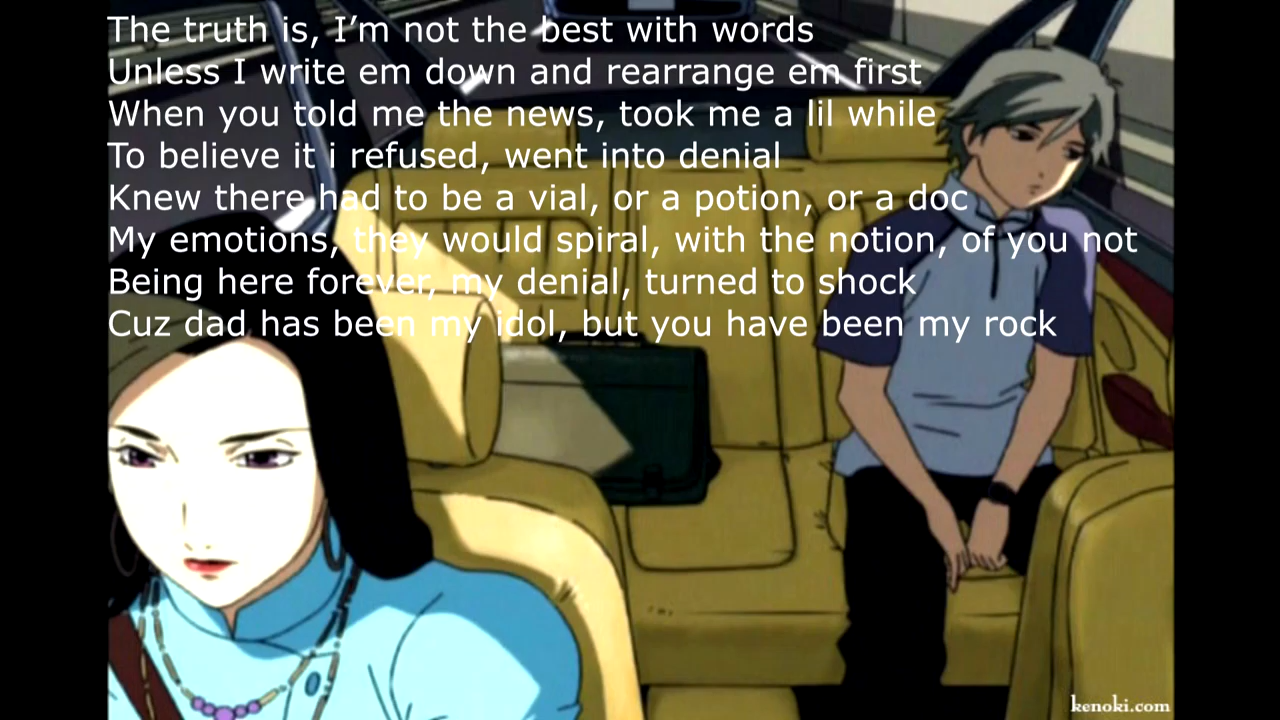 The truth is, I’m not the best with words
Unless I write em down and rearrange em first
When you told me the news, took me a lil while
To believe it i refused, went into denial
Knew there had to be a vial, or a potion, or a doc
My emotions, they would spiral, with the notion, of you not
Being here forever, my denial, turned to shock
Cuz dad has been my idol, but you have been my rock
kenoki.com